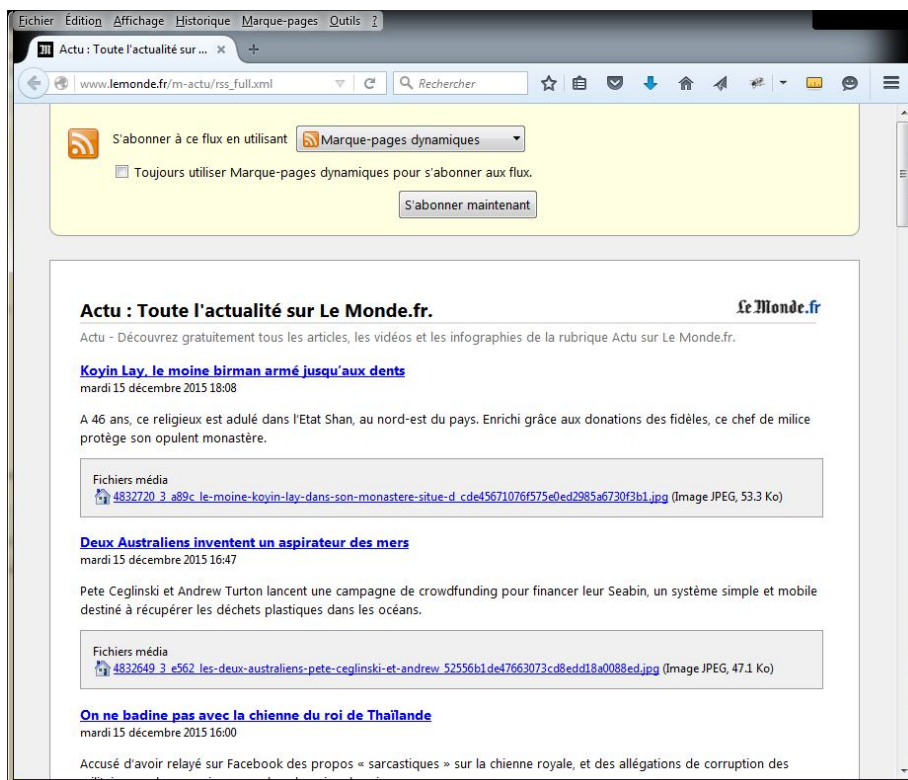 Fichier Édition Affichage Historique Marque-pages Outils ?
Actu : Toute l'actualité sur ... × +
www.lemonde.fr/m-actu/rss_full.xml Rechercher
S'abonner à ce flux en utilisant Marque-pages dynamiques
Toujours utiliser Marque-pages dynamiques pour s'abonner aux flux.
S'abonner maintenant
Actu : Toute l'actualité sur Le Monde.fr. Le Monde.fr
Actu - Découvrez gratuitement tous les articles, les vidéos et les infographies de la rubrique Actu sur Le Monde.fr.
Koyin Lay, le moine birman armé jusqu'aux dents
mardi 15 décembre 2015 18:08
A 46 ans, ce religieux est adulé dans l'Etat Shan, au nord-est du pays. Enrichi grâce aux donations des fidèles, ce chef de milice
protège son opulent monastère.
Fichiers média
4832720_3_a89c_le-moine-koyin-lay-dans-son-monastere-situe-d_cde45671076f575e0ed2985a6730f3b1.jpg (Image JPEG, 53.3 Ko)
Deux Australiens inventent un aspirateur des mers
mardi 15 décembre 2015 16:47
Pete Ceglinski et Andrew Turton lancent une campagne de crowdfunding pour financer leur Seabin, un système simple et mobile
destiné à récupérer les déchets plastiques dans les océans.
Fichiers média
4832649_3_e562_les-deux-australiens-pete-ceglinski-et-andrew_52556b1de47663073cd8edd18a0088ed.jpg (Image JPEG, 47.1 Ko)
On ne badine pas avec la chienne du roi de Thaïlande
mardi 15 décembre 2015 16:00
Accusé d'avoir relayé sur Facebook des propos « sarcastiques » sur la chienne royale, et des allégations de corruption des